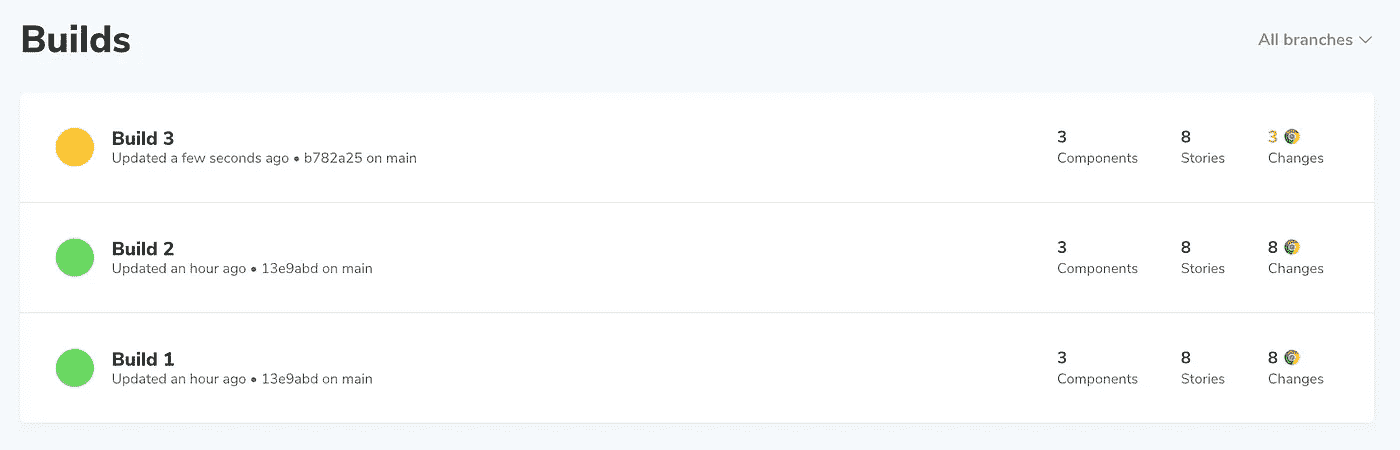 Builds
All branches
Build 3
Updated a few seconds ago • b782a25 on main
3
Components
8
Stories
3
Changes
Build 2
Updated an hour ago • 13e9abd on main
3
Components
8
Stories
8
Changes
Build 1
Updated an hour ago • 13e9abd on main
3
Components
8
Stories
8
Changes